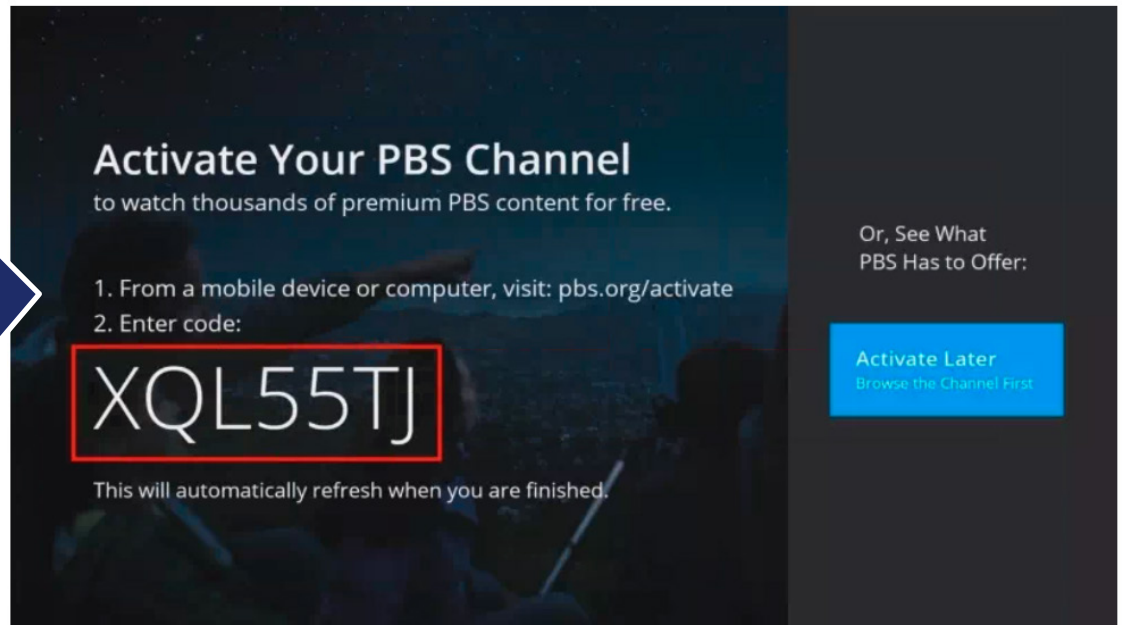 Activate Your PBS Channel
to watch thousands of premium PBS content for free.
1. From a mobile device or computer, visit: pbs.org/activate
2. Enter code:
XQL55TJ
This will automatically refresh when you are finished.
Or, See What
PBS Has to Offer:
Activate Later
Browse the Channel First